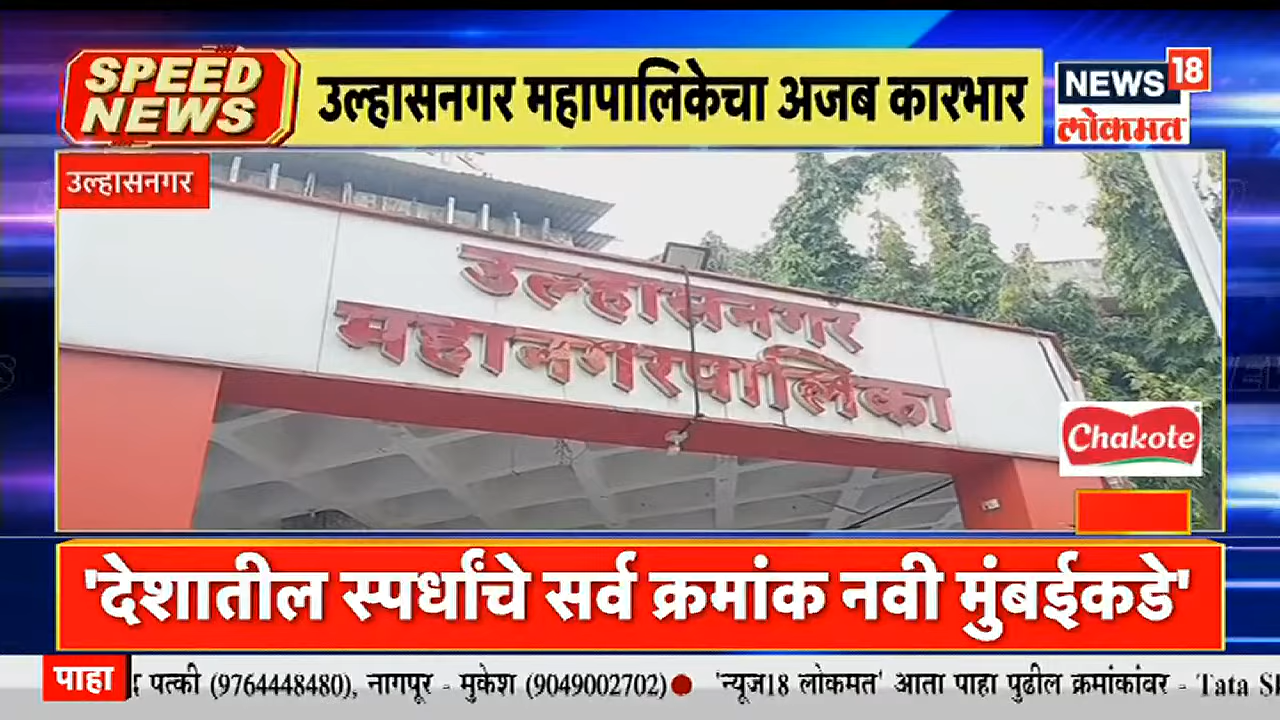 SPEED
NEWS
उल्हासनगर महापालिकेचा अजब कारभार
NEWS 18
लोकमत
उल्हासनगर
उल्हासनगर
महानगरपालिका
Chakote
'देशातील स्पर्धांचे सर्व क्रमांक नवी मुंबईकडे'
पाहा
पत्की (9764448480), नागपूर - मुकेश (9049002702) ● 'न्यूज18 लोकमत' आता पाहा पुढील क्रमांकांवर - Tata